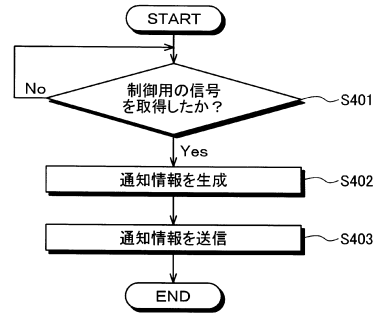 START
No
制御用の信号
を取得したか？
S401
Yes
通知情報を生成
S402
通知情報を送信
S403
END